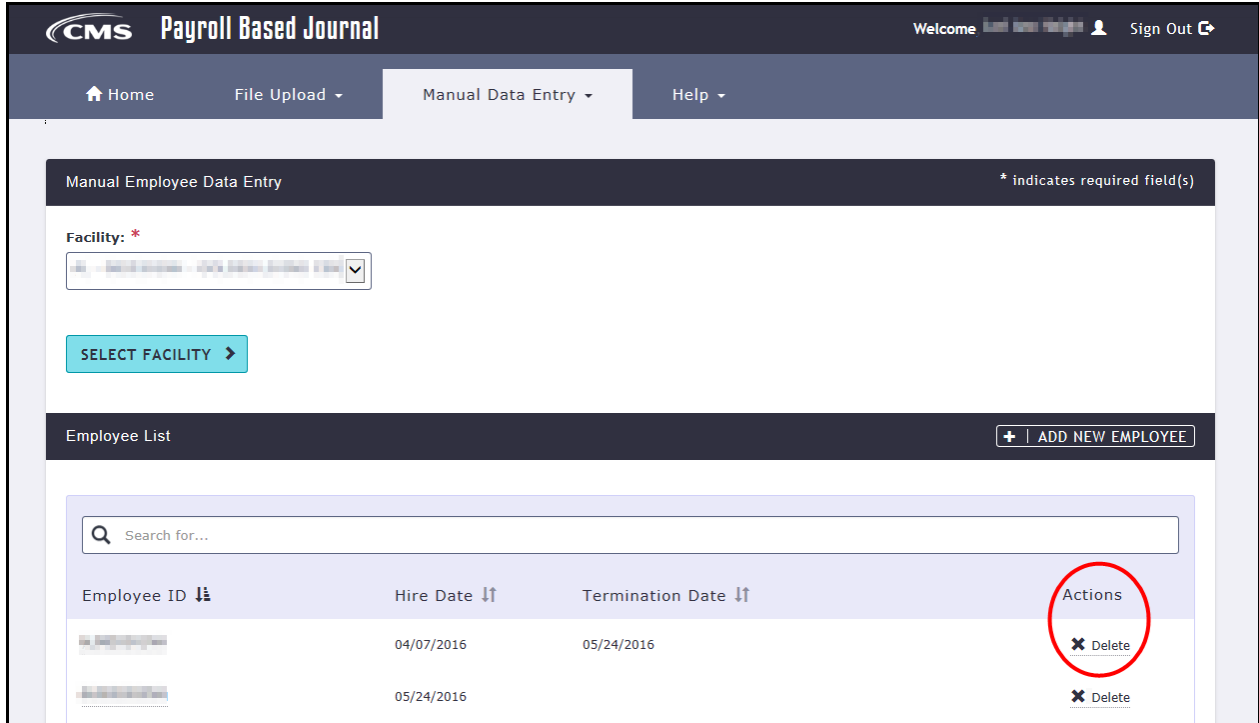 CMS Payroll Based Journal Welcome Sign Out
Home File Upload Manual Data Entry Help
Manual Employee Data Entry * indicates required field(s)
Facility: *
SELECT FACILITY
Employee List + | ADD NEW EMPLOYEE
Search for...
Employee ID Hire Date Termination Date Actions
04/07/2016 05/24/2016 Delete
05/24/2016 Delete